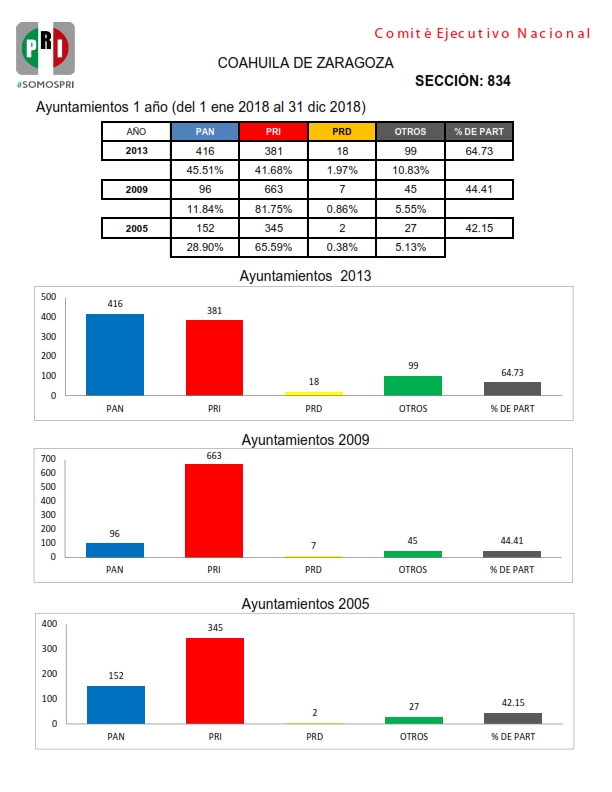 Comité Ejecutivo Nacional
PRI
#SOMOSPRI
COAHUILA DE ZARAGOZA
SECCIÓN: 834
Ayuntamientos 1 año (del 1 ene 2018 al 31 dic 2018)
AÑO PAN PRI PRD OTROS % DE PART
2013 416 381 18 99 64.73
45.51% 41.68% 1.97% 10.83%
2009 96 663 7 45 44.41
11.84% 81.75% 0.86% 5.55%
2005 152 345 2 27 42.15
28.90% 65.59% 0.38% 5.13%
Ayuntamientos 2013
500
400
300
200
100
0
416 381 18 99 64.73
PAN PRI PRD OTROS % DE PART
Ayuntamientos 2009
700
600
500
400
300
200
100
0
96 663 7 45 44.41
PAN PRI PRD OTROS % DE PART
Ayuntamientos 2005
400
300
200
100
0
152 345 2 27 42.15
PAN PRI PRD OTROS % DE PART